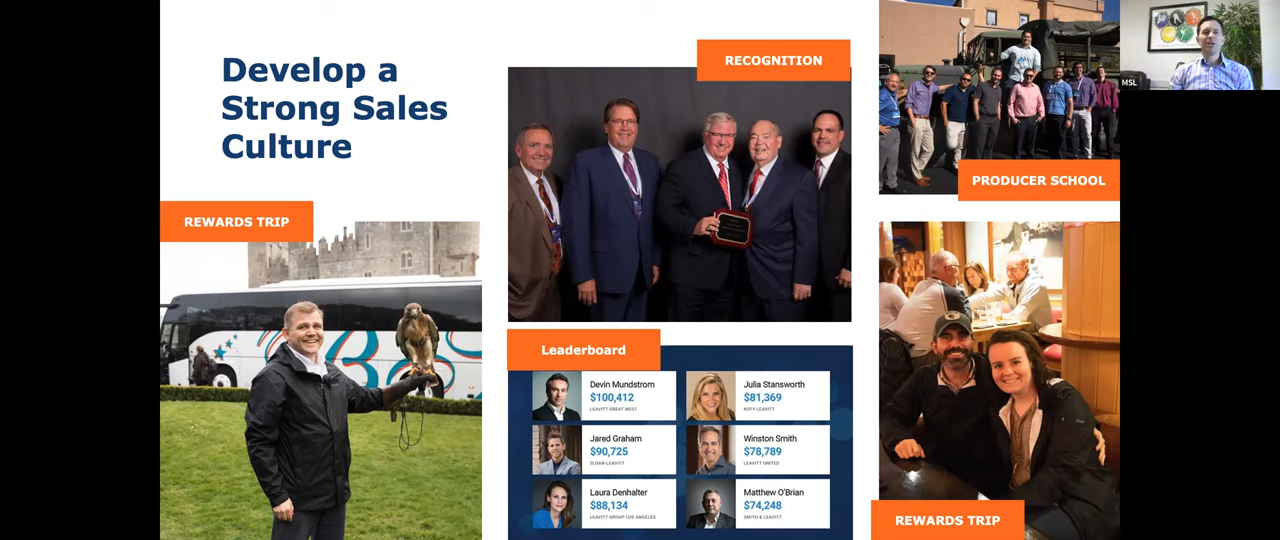 Develop a
Strong Sales
Culture
RECOGNITION
MSL
PRODUCER SCHOOL
REWARDS TRIP
Leaderboard
Devin Mundstrom
$100,412
LEAVITT GREAT WEST
Julia Stansworth
$81,369
KOTY-LEAVITT
Jared Graham
$90,725
SLOAN-LEAVITT
Winston Smith
$78,789
LEAVITT UNITED
Laura Denhalter
$88,134
LEAVITT GROUP LOS ANGELES
Matthew O'Brian
$74,248
SMITH & LEAVITT
REWARDS TRIP